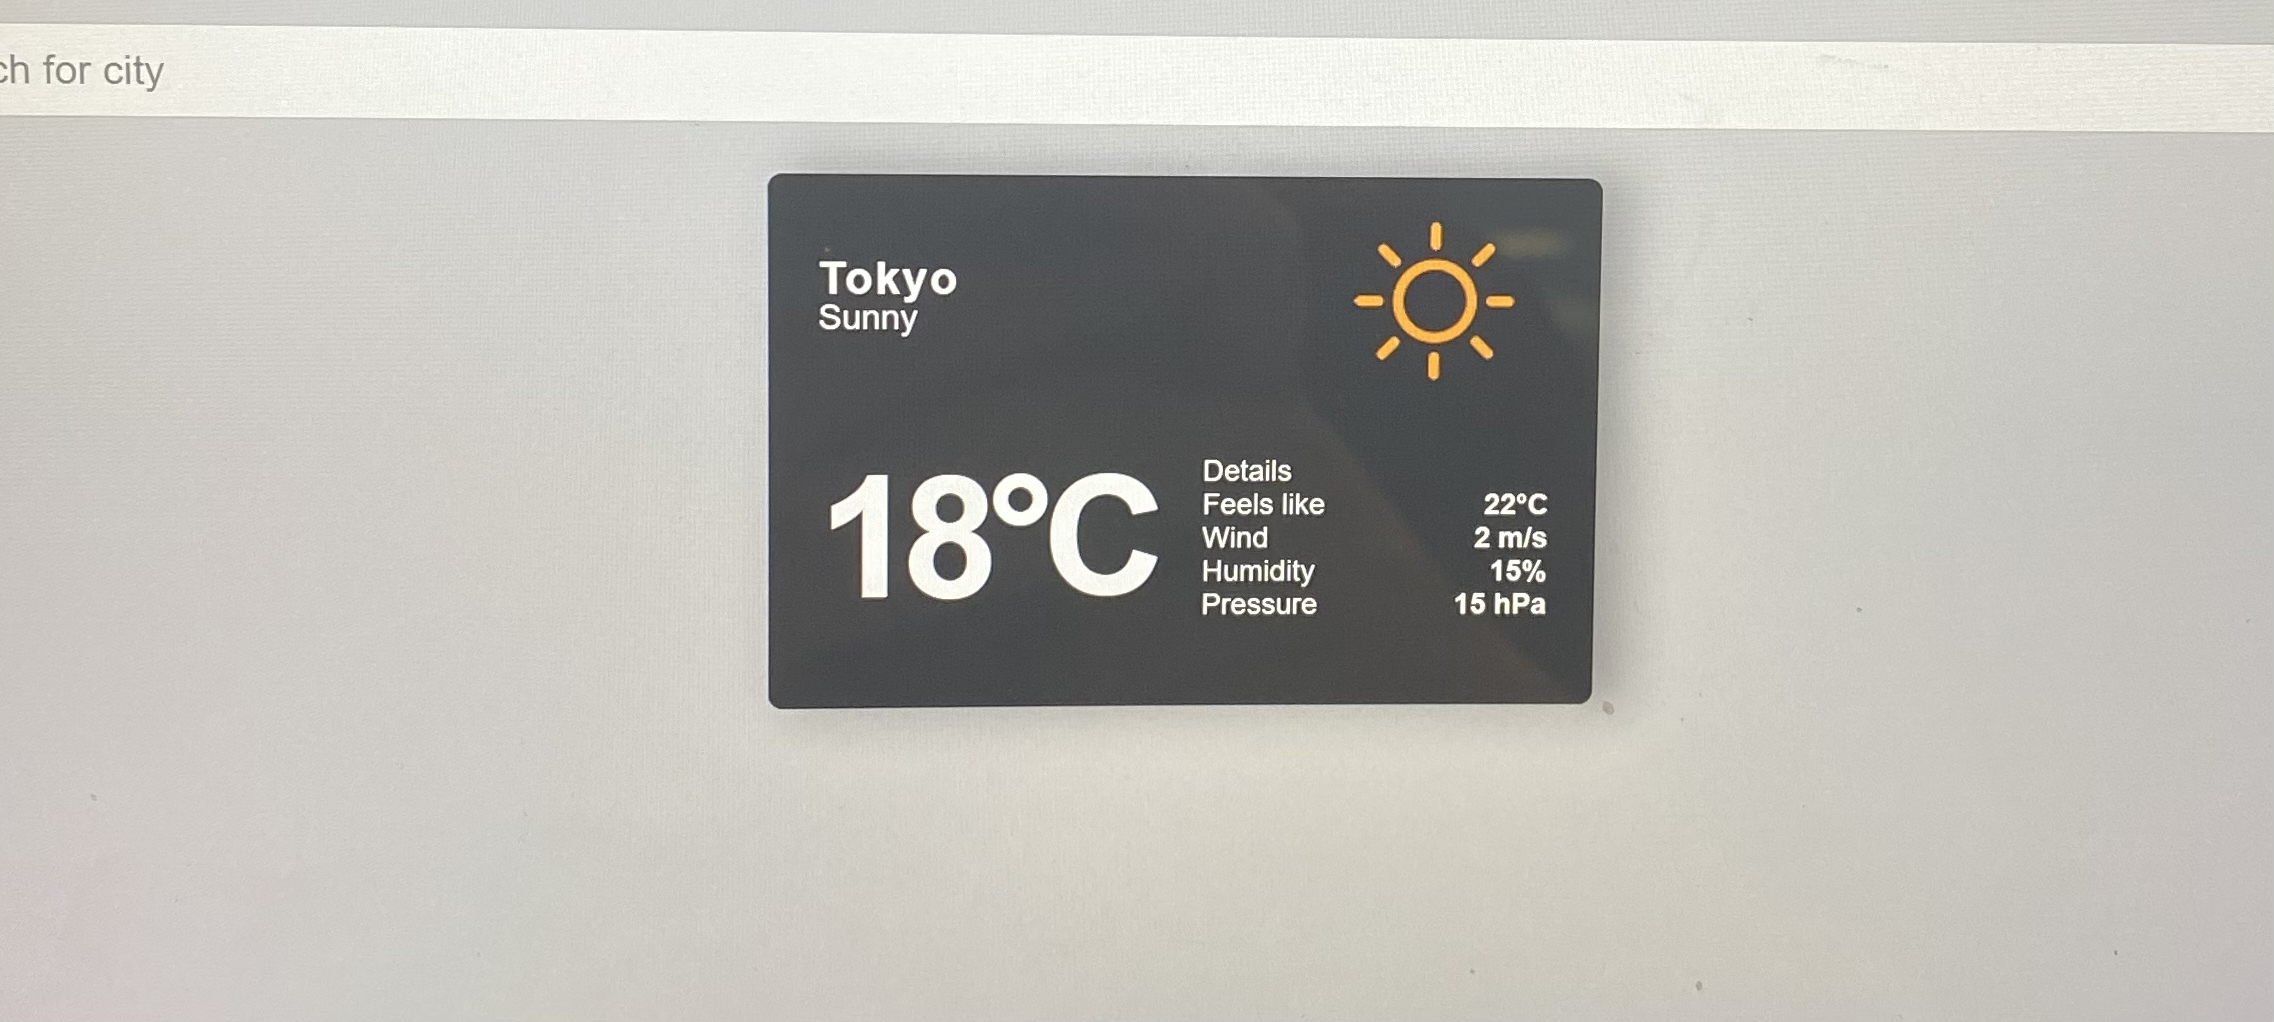 ch for city
Tokyo
Sunny
18°C
Details
Feels like 22°C
Wind 2 m/s
Humidity 15%
Pressure 15 hPa